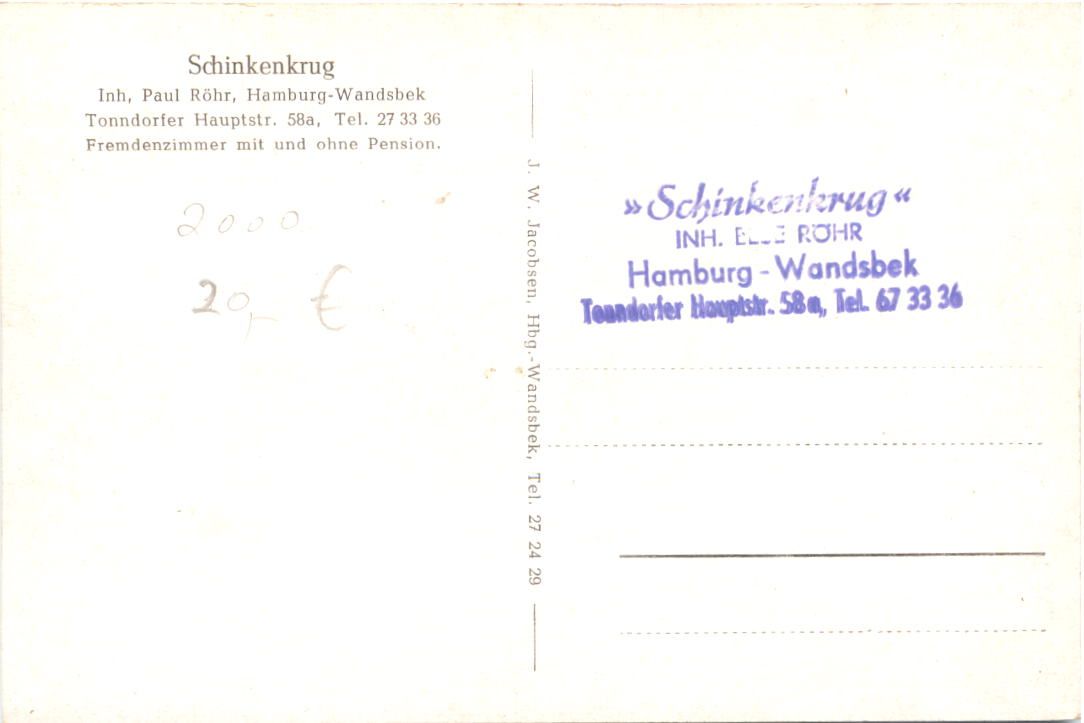 Schinkenkrug
Inh, Paul Röhr, Hamburg-Wandsbek
Tonndorfer Hauptstr. 58a, Tel. 27 33 36
Fremdenzimmer mit und ohne Pension.
2000
20,- €
J. W. Jacobsen, Hbg.-Wandsbek, Tel. 27 24 29
»Schinkenkrug«
INH. RÖHR
Hamburg-Wandsbek
Tonndorfer Hauptstr. 58a, Tel. 67 33 36